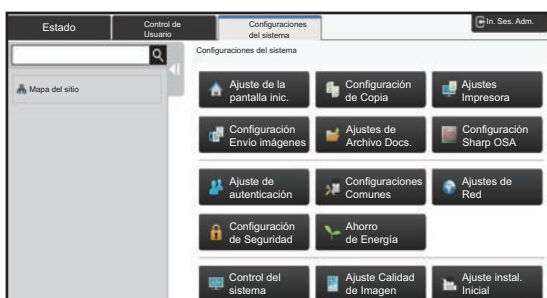 Estado
Control de
Usuario
Configuraciones
del sistema
In. Ses. Adm.
Configuraciones del sistema
Mapa del sitio
Ajuste de la
pantalla inic.
Configuración
de Copia
Ajustes
Impresora
Configuración
Envío imágenes
Ajustes de
Archivo Docs.
Configuración
Sharp OSA
Ajuste de
autenticación
Configuraciones
Comunes
Ajustes de
Red
Configuración
de Seguridad
Ahorro
de Energía
Control del
sistema
Ajuste Calidad
de Imagen
Ajuste instal.
Inicial